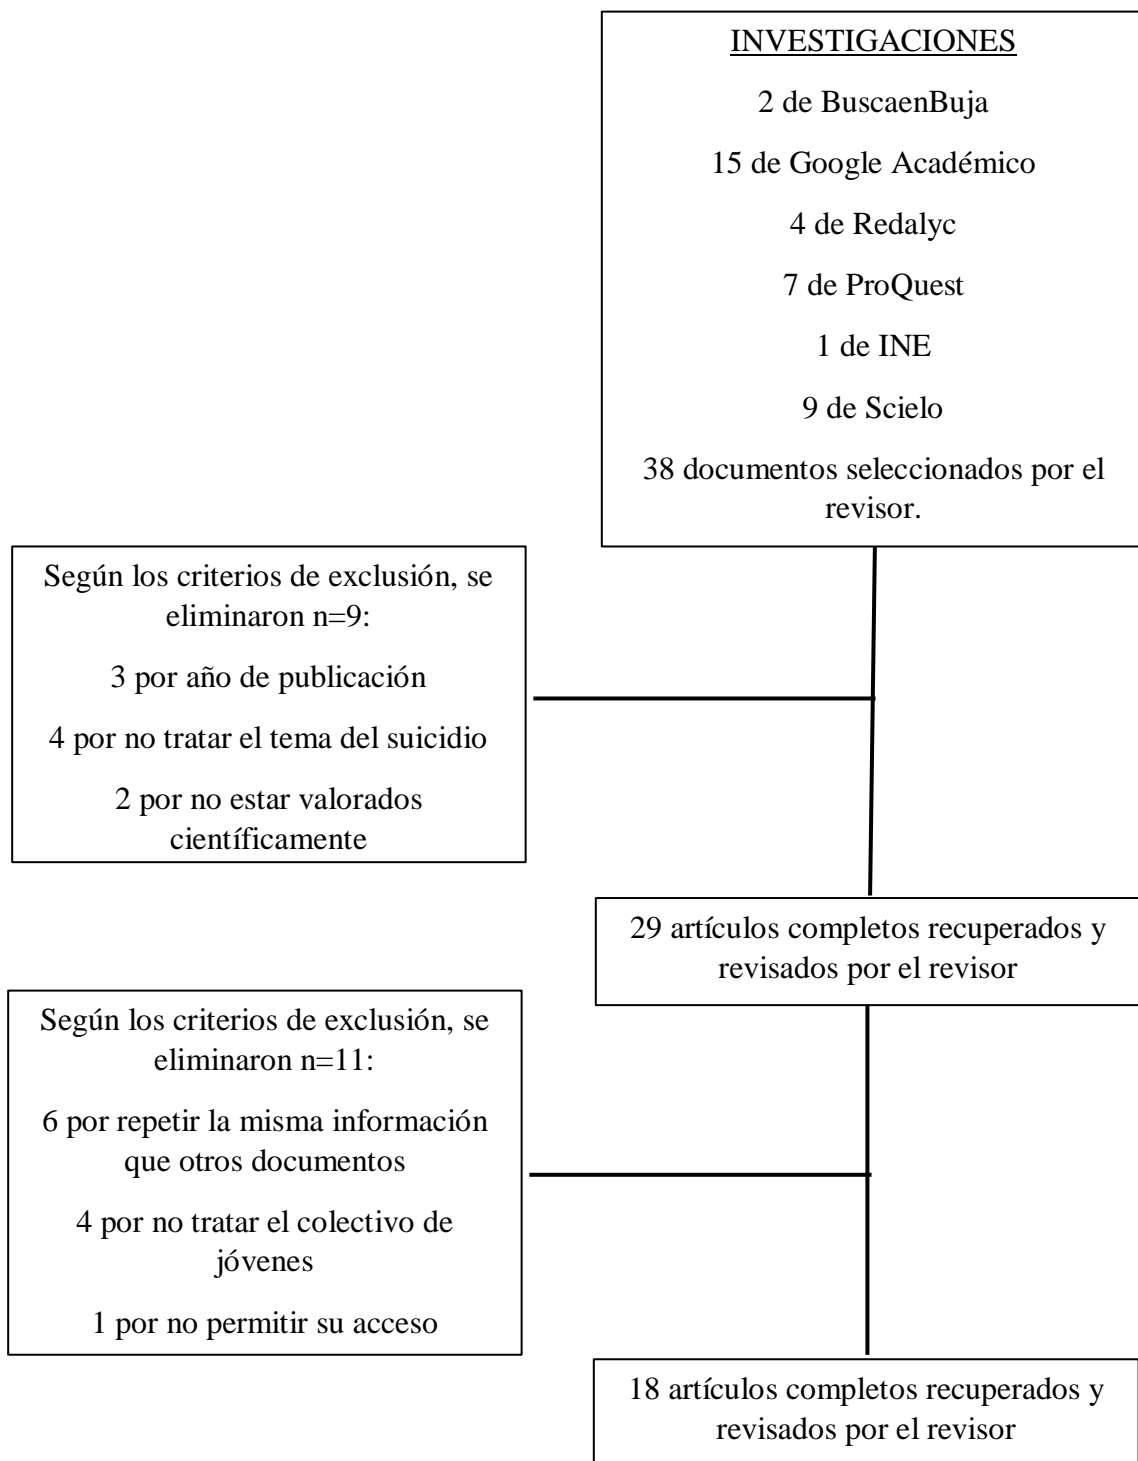 INVESTIGACIONES
2 de BuscaenBuja
15 de Google Académico
4 de Redalyc
7 de ProQuest
1 de INE
9 de Scielo
38 documentos seleccionados por el
revisor.
Según los criterios de exclusión, se
eliminaron n=9:
3 por año de publicación
4 por no tratar el tema del suicidio
2 por no estar valorados
científicamente
29 artículos completos recuperados y
revisados por el revisor
Según los criterios de exclusión, se
eliminaron n=11:
6 por repetir la misma información
que otros documentos
4 por no tratar el colectivo de
jóvenes
1 por no permitir su acceso
18 artículos completos recuperados y
revisados por el revisor